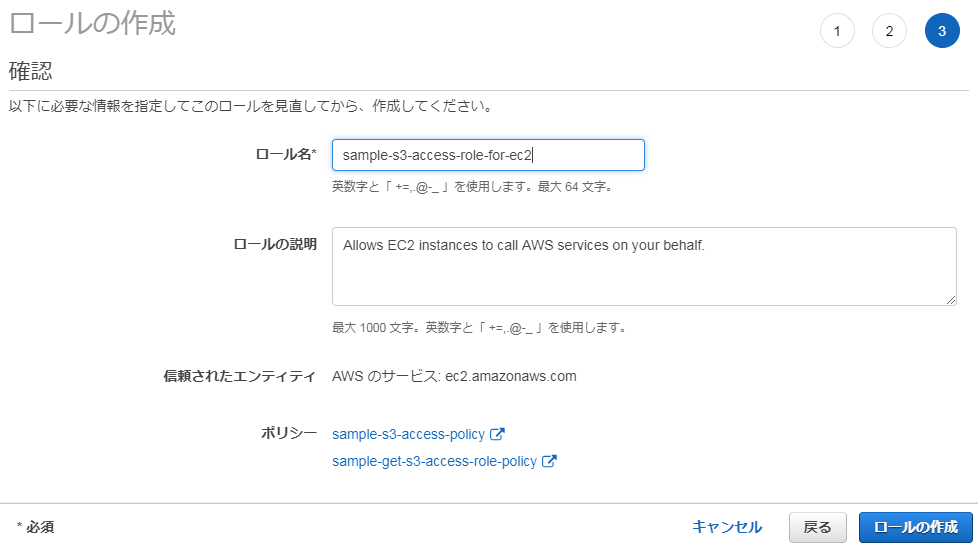 ロールの作成
1 2 3
確認
以下に必要な情報を指定してこのロールを見直してから、作成してください。
ロール名* sample-s3-access-role-for-ec2
英数字と「 +=,.@-_ 」を使用します。最大 64 文字。
ロールの説明 Allows EC2 instances to call AWS services on your behalf.
最大 1000 文字。英数字と「 +=,.@-_ 」を使用します。
信頼されたエンティティ AWS のサービス: ec2.amazonaws.com
ポリシー sample-s3-access-policy
sample-get-s3-access-role-policy
* 必須 キャンセル 戻る ロールの作成